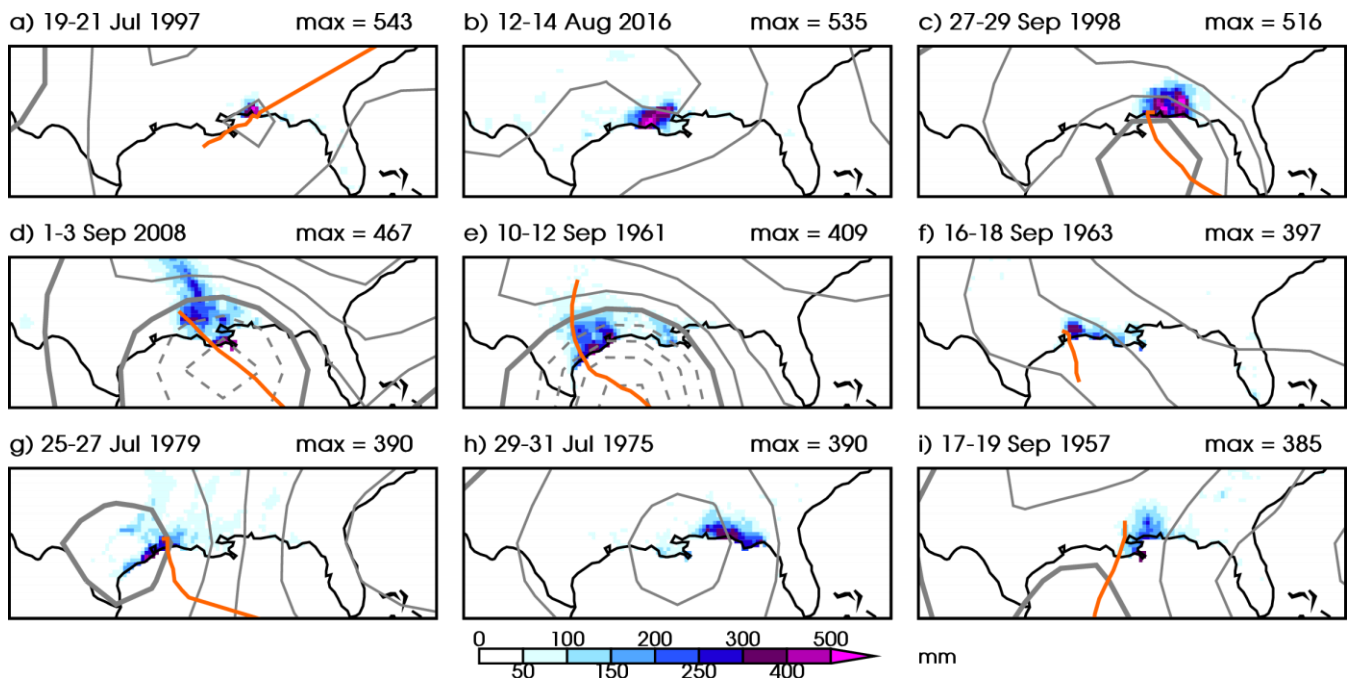 a) 19-21 Jul 1997 max = 543
b) 12-14 Aug 2016 max = 535
c) 27-29 Sep 1998 max = 516
d) 1-3 Sep 2008 max = 467
e) 10-12 Sep 1961 max = 409
f) 16-18 Sep 1963 max = 397
g) 25-27 Jul 1979 max = 390
h) 29-31 Jul 1975 max = 390
i) 17-19 Sep 1957 max = 385
0 100 200 300 500
50 150 250 400
mm